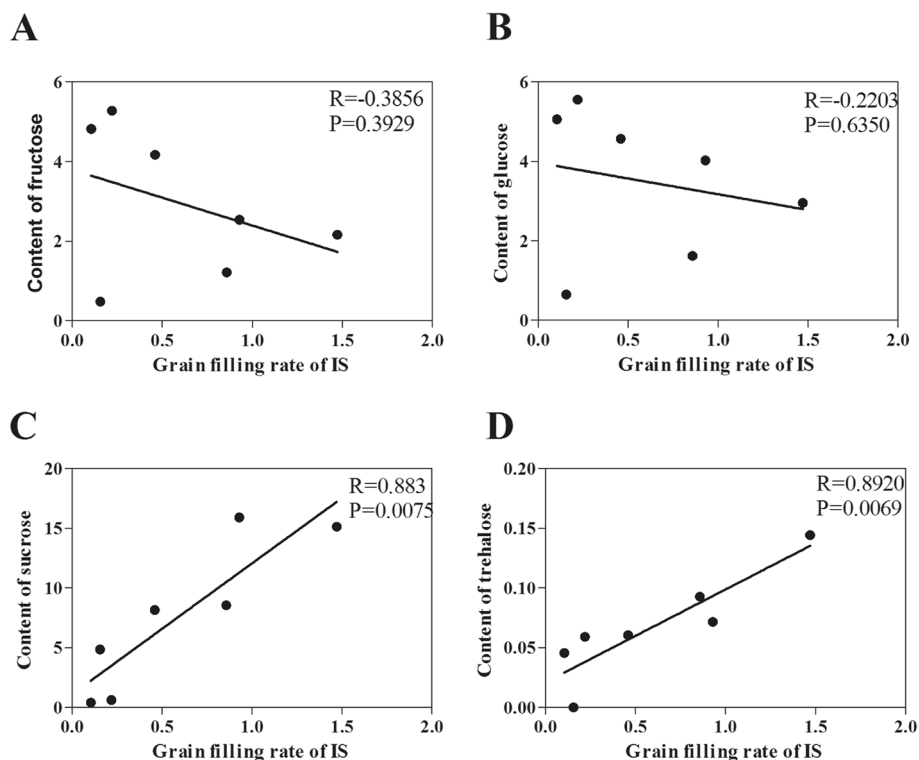 A
6
4
2
0
Content of fructose
R=-0.3856
P=0.3929
0.0 0.5 1.0 1.5 2.0
Grain filling rate of IS
B
6
4
2
0
Content of glucose
R=-0.2203
P=0.6350
0.0 0.5 1.0 1.5 2.0
Grain filling rate of IS
C
20
15
10
5
0
Content of sucrose
R=0.883
P=0.0075
0.0 0.5 1.0 1.5 2.0
Grain filling rate of IS
D
0.20
0.15
0.10
0.05
0.00
Content of trehalose
R=0.8920
P=0.0069
0.0 0.5 1.0 1.5 2.0
Grain filling rate of IS